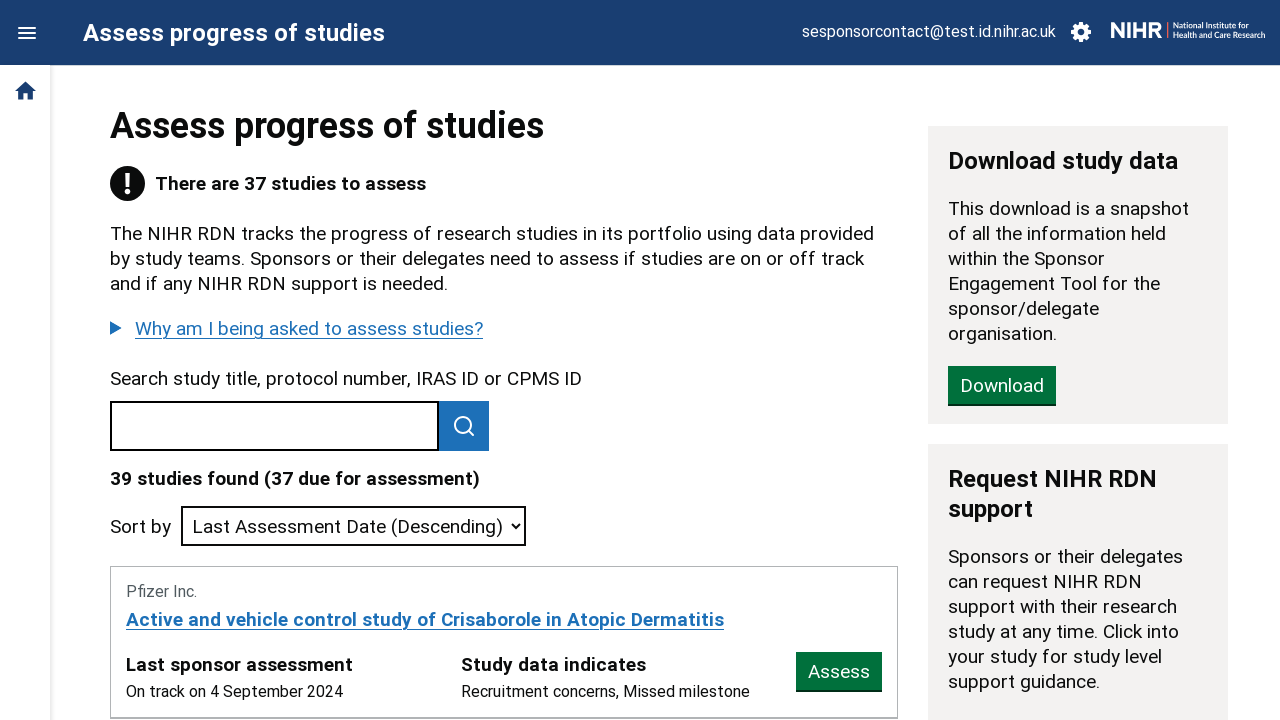 Assess progress of studies
sesponsorcontact@test.id.nihr.ac.uk
NIHR
National Institute for
Health and Care Research
Assess progress of studies
There are 37 studies to assess
The NIHR RDN tracks the progress of research studies in its portfolio using data provided
by study teams. Sponsors or their delegates need to assess if studies are on or off track
and if any NIHR RDN support is needed.
Why am I being asked to assess studies?
Search study title, protocol number, IRAS ID or CPMS ID
39 studies found (37 due for assessment)
Sort by
Last Assessment Date (Descending)
Pfizer Inc.
Active and vehicle control study of Crisaborole in Atopic Dermatitis
Last sponsor assessment
On track on 4 September 2024
Study data indicates
Recruitment concerns, Missed milestone
Assess
Download study data
This download is a snapshot
of all the information held
within the Sponsor
Engagement Tool for the
sponsor/delegate
organisation.
Download
Request NIHR RDN
support
Sponsors or their delegates
can request NIHR RDN
support with their research
study at any time. Click into
your study for study level
support guidance.